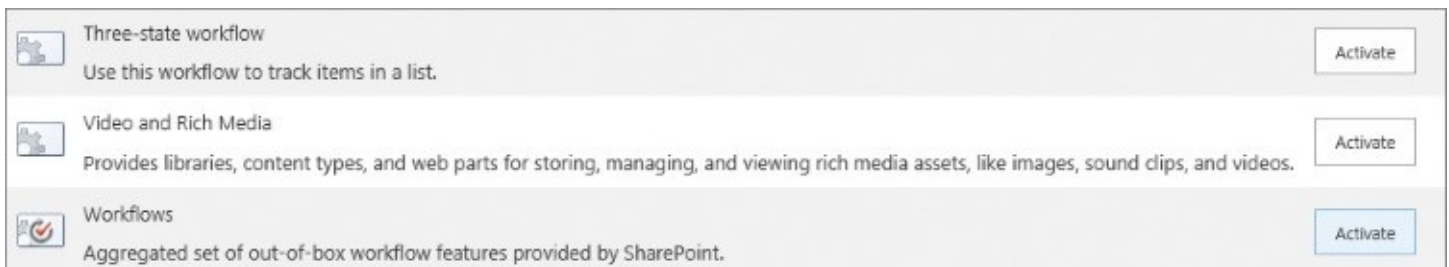 Three-state workflow
Activate
Use this workflow to track items in a list.
Video and Rich Media
Activate
Provides libraries, content types, and web parts for storing, managing, and viewing rich media assets, like images, sound clips, and videos.
Workflows
Activate
Aggregated set of out-of-box workflow features provided by SharePoint.